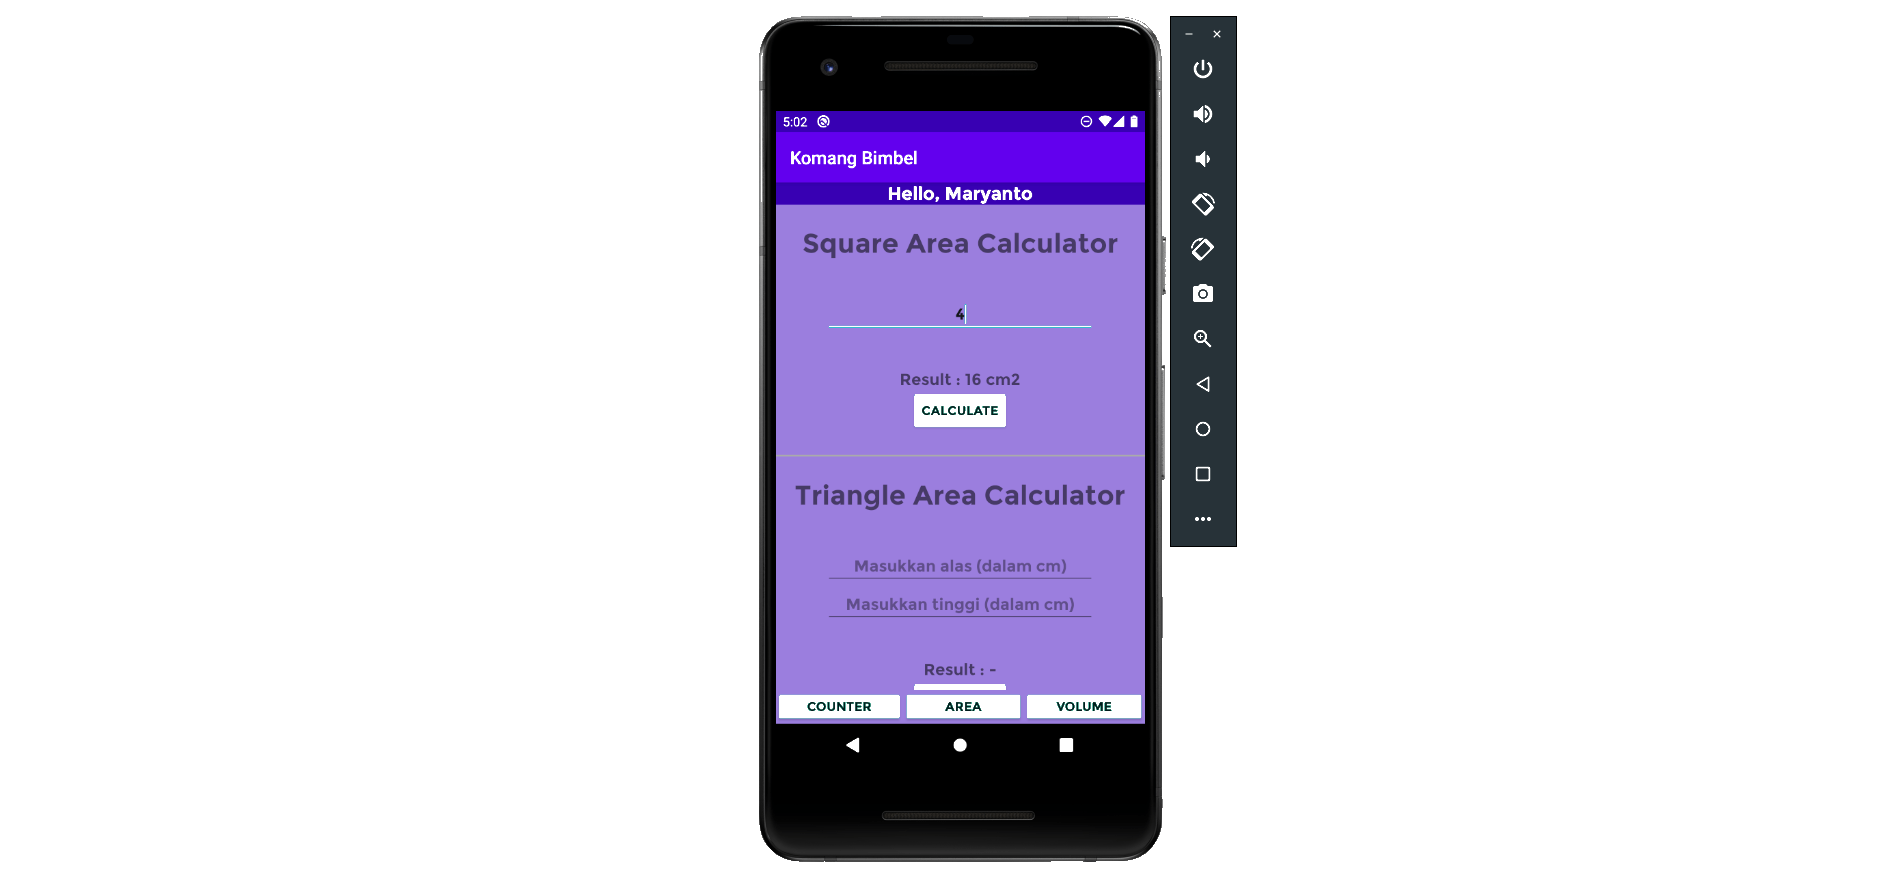 5:02
Komang Bimbel
Hello, Maryanto
Square Area Calculator
4
Result : 16 cm2
CALCULATE
Triangle Area Calculator
Masukkan alas (dalam cm)
Masukkan tinggi (dalam cm)
Result : -
COUNTER AREA VOLUME